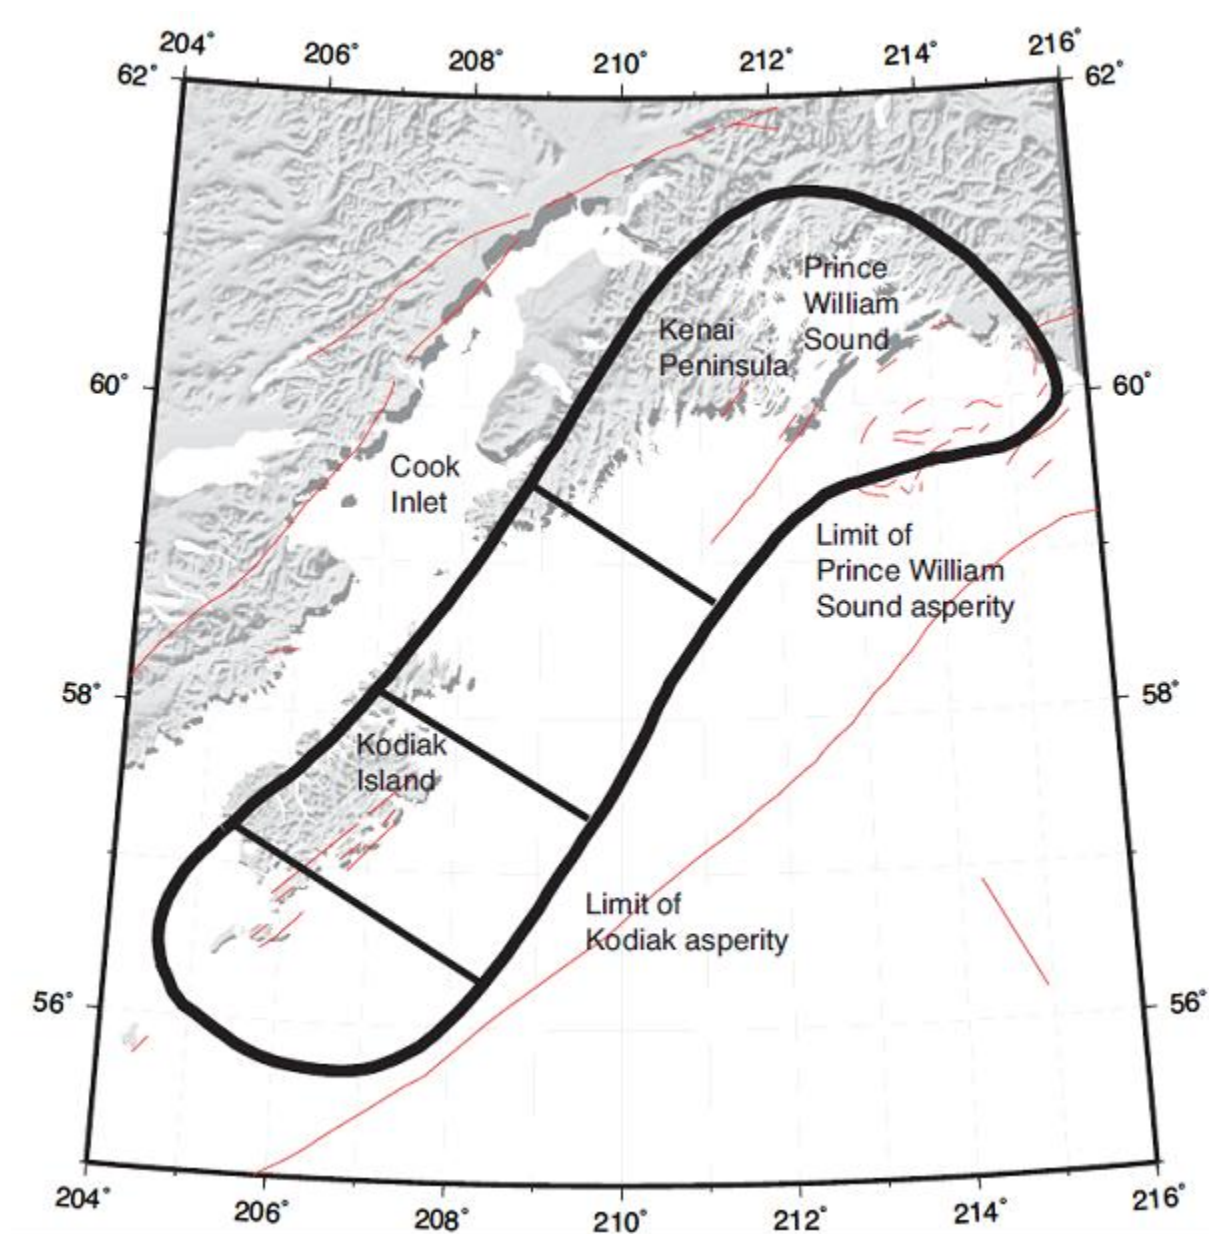 204°
206°
208°
210°
212°
214°
216°
62°
62°
Prince
William
Sound
Kenai
Peninsula
60°
60°
Cook
Inlet
Limit of
Prince William
Sound asperity
58°
58°
Kodiak
Island
Limit of
Kodiak asperity
56°
56°
204°
206°
208°
210°
212°
214°
216°